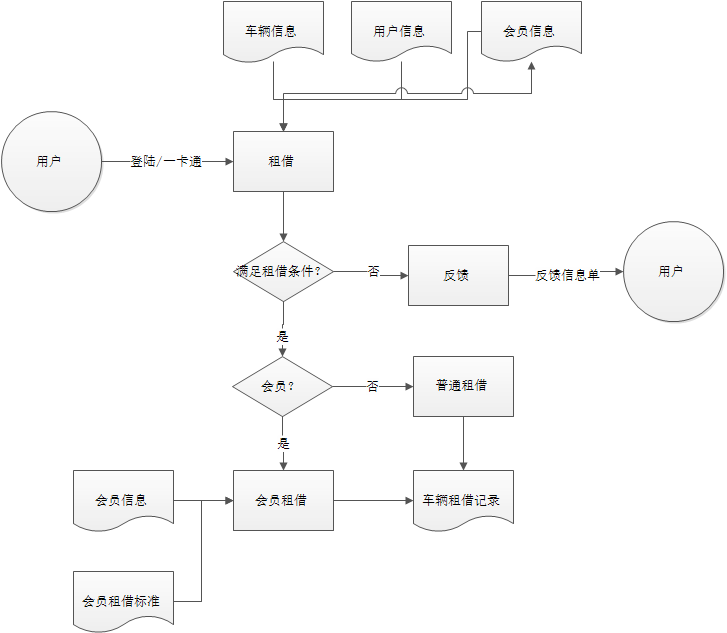 车辆信息
用户信息
会员信息
用户
登陆/一卡通
租借
满足租借条件?
否
反馈
反馈信息单
用户
是
会员?
否
普通租借
是
会员信息
会员租借
车辆租借记录
会员租借标准